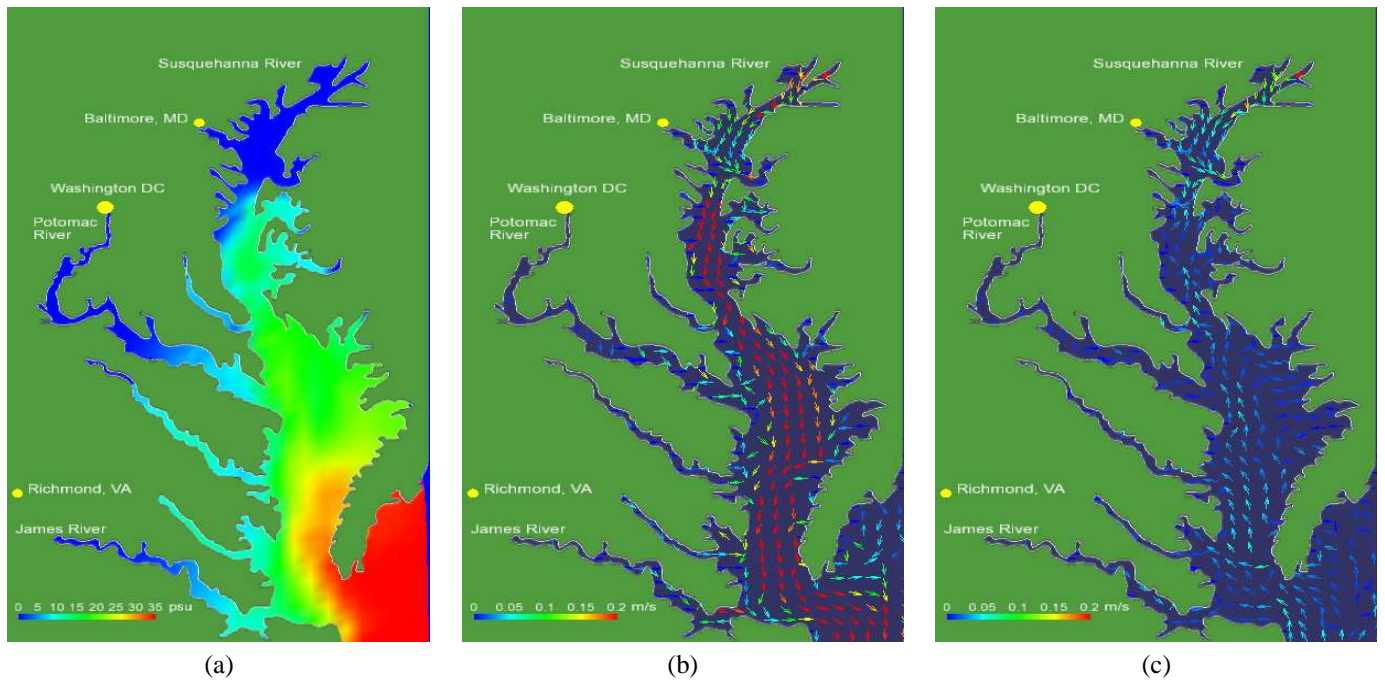 Susquehanna River
Baltimore, MD
Washington DC
Potomac
River
Richmond, VA
James River
0 5 10 15 20 25 30 35 psu
(a)
Susquehanna River
Baltimore, MD
Washington DC
Potomac
River
Richmond, VA
James River
0 0.05 0.1 0.15 0.2 m/s
(b)
Susquehanna River
Baltimore, MD
Washington DC
Potomac
River
Richmond, VA
James River
0 0.05 0.1 0.15 0.2 m/s
(c)